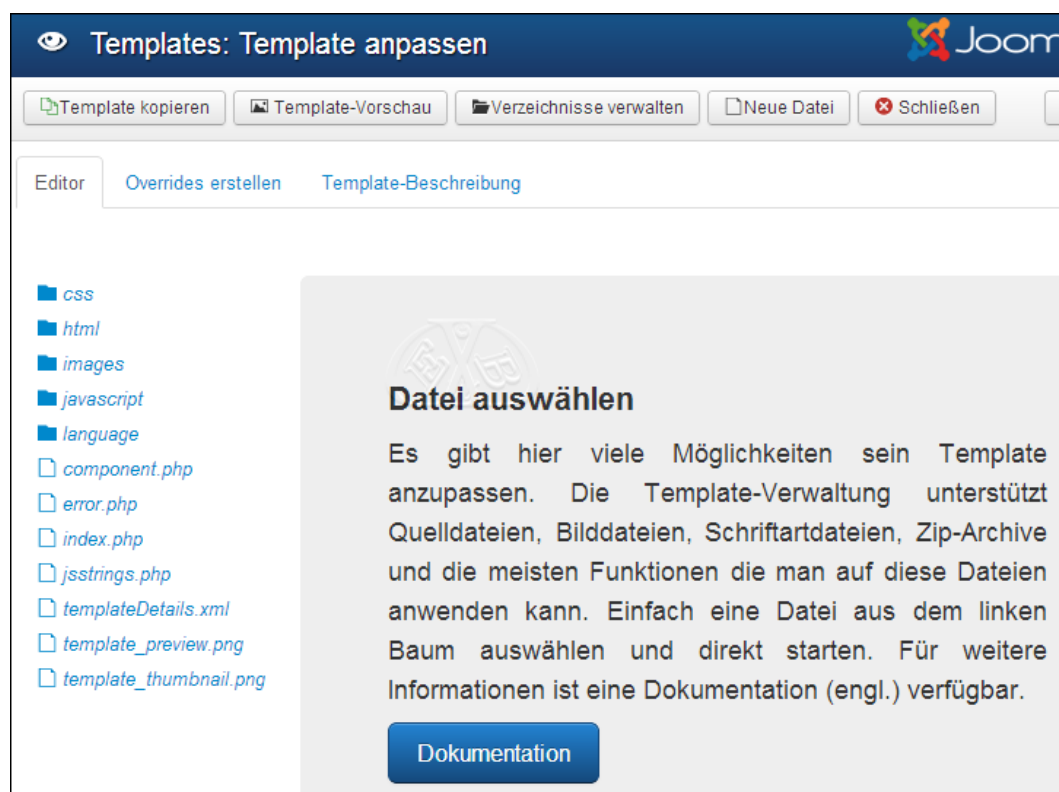 Templates: Template anpassen
Joom
Template kopieren
Template-Vorschau
Verzeichnisse verwalten
Neue Datei
Schließen
Editor
Overrides erstellen
Template-Beschreibung
css
html
images
javascript
language
component.php
error.php
index.php
jsstrings.php
templateDetails.xml
template_preview.png
template_thumbnail.png
Datei auswählen
Es gibt hier viele Möglichkeiten sein Template
anzupassen. Die Template-Verwaltung unterstützt
Quelldateien, Bilddateien, Schriftartdateien, Zip-Archive
und die meisten Funktionen die man auf diese Dateien
anwenden kann. Einfach eine Datei aus dem linken
Baum auswählen und direkt starten. Für weitere
Informationen ist eine Dokumentation (engl.) verfügbar.
Dokumentation